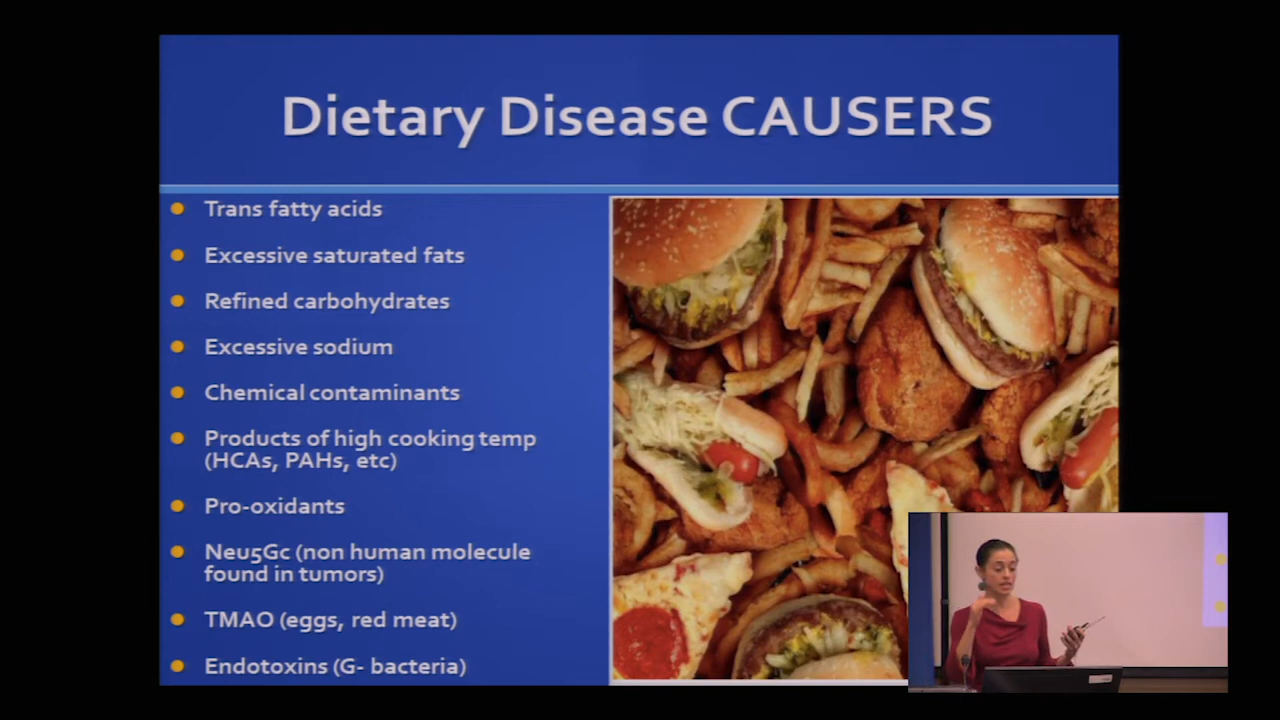 Dietary Disease CAUSERS
Trans fatty acids
Excessive saturated fats
Refined carbohydrates
Excessive sodium
Chemical contaminants
Products of high cooking temp
(HCAs, PAHs, etc)
Pro-oxidants
Neu5Gc (non human molecule
found in tumors)
TMAO (eggs, red meat)
Endotoxins (G- bacteria)